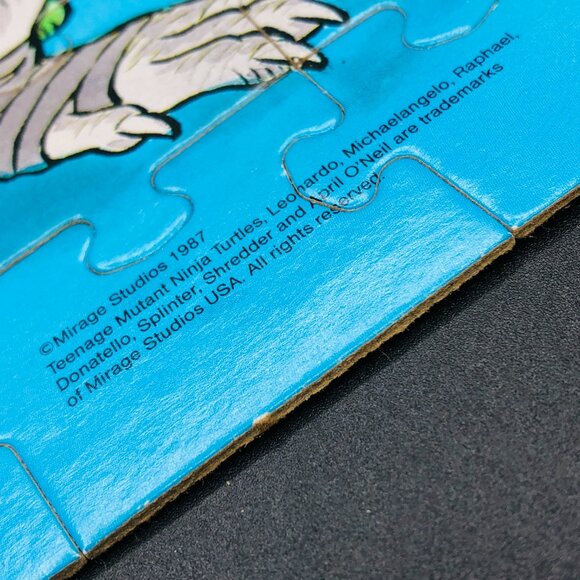 ©Mirage Studios 1987
Teenage Mutant Ninja Turtles, Leonardo, Michaelangelo, Raphael,
Donatello, Splinter, Shredder and April O'Neil are trademarks
of Mirage Studios USA. All rights reserved.